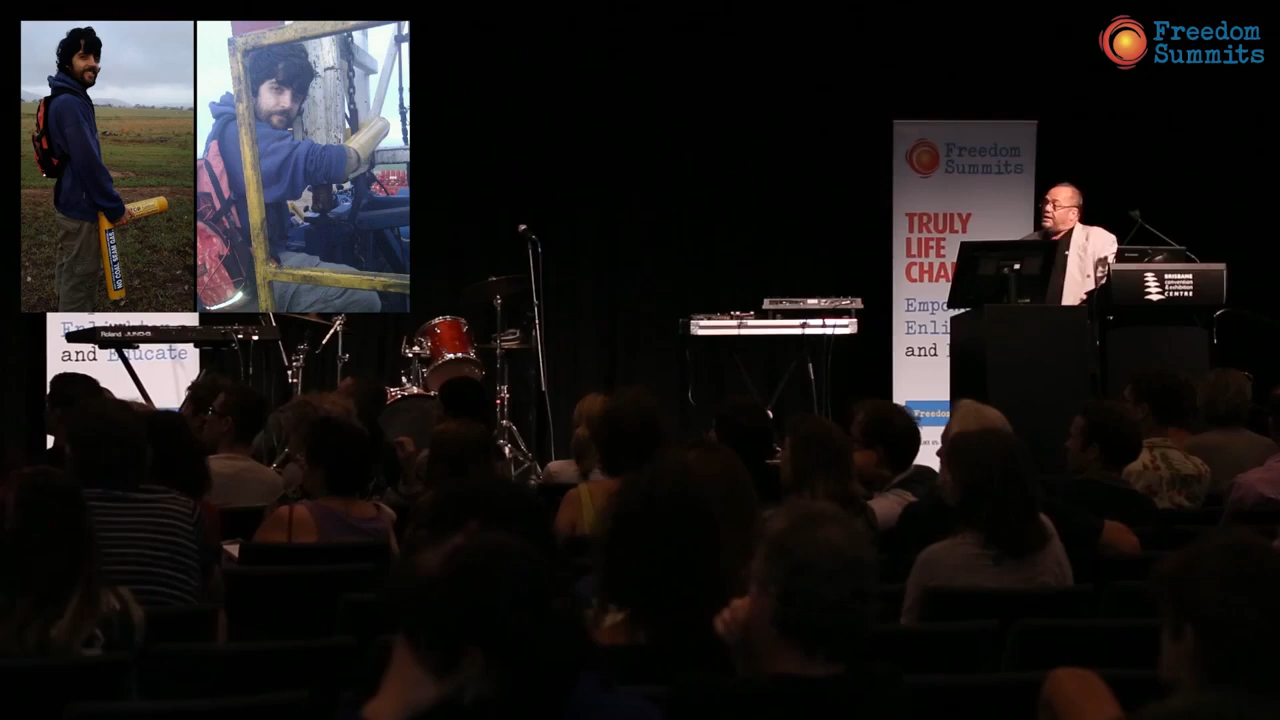 Freedom
Summits
NO COAL SEAM GAS
Freedom
Summits
TRULY
LIFE
CHA
Empo
Enli
and
BRISBANE
convention
& exhibition
CENTRE
Roland JUNO-G
and Educate
Freedom